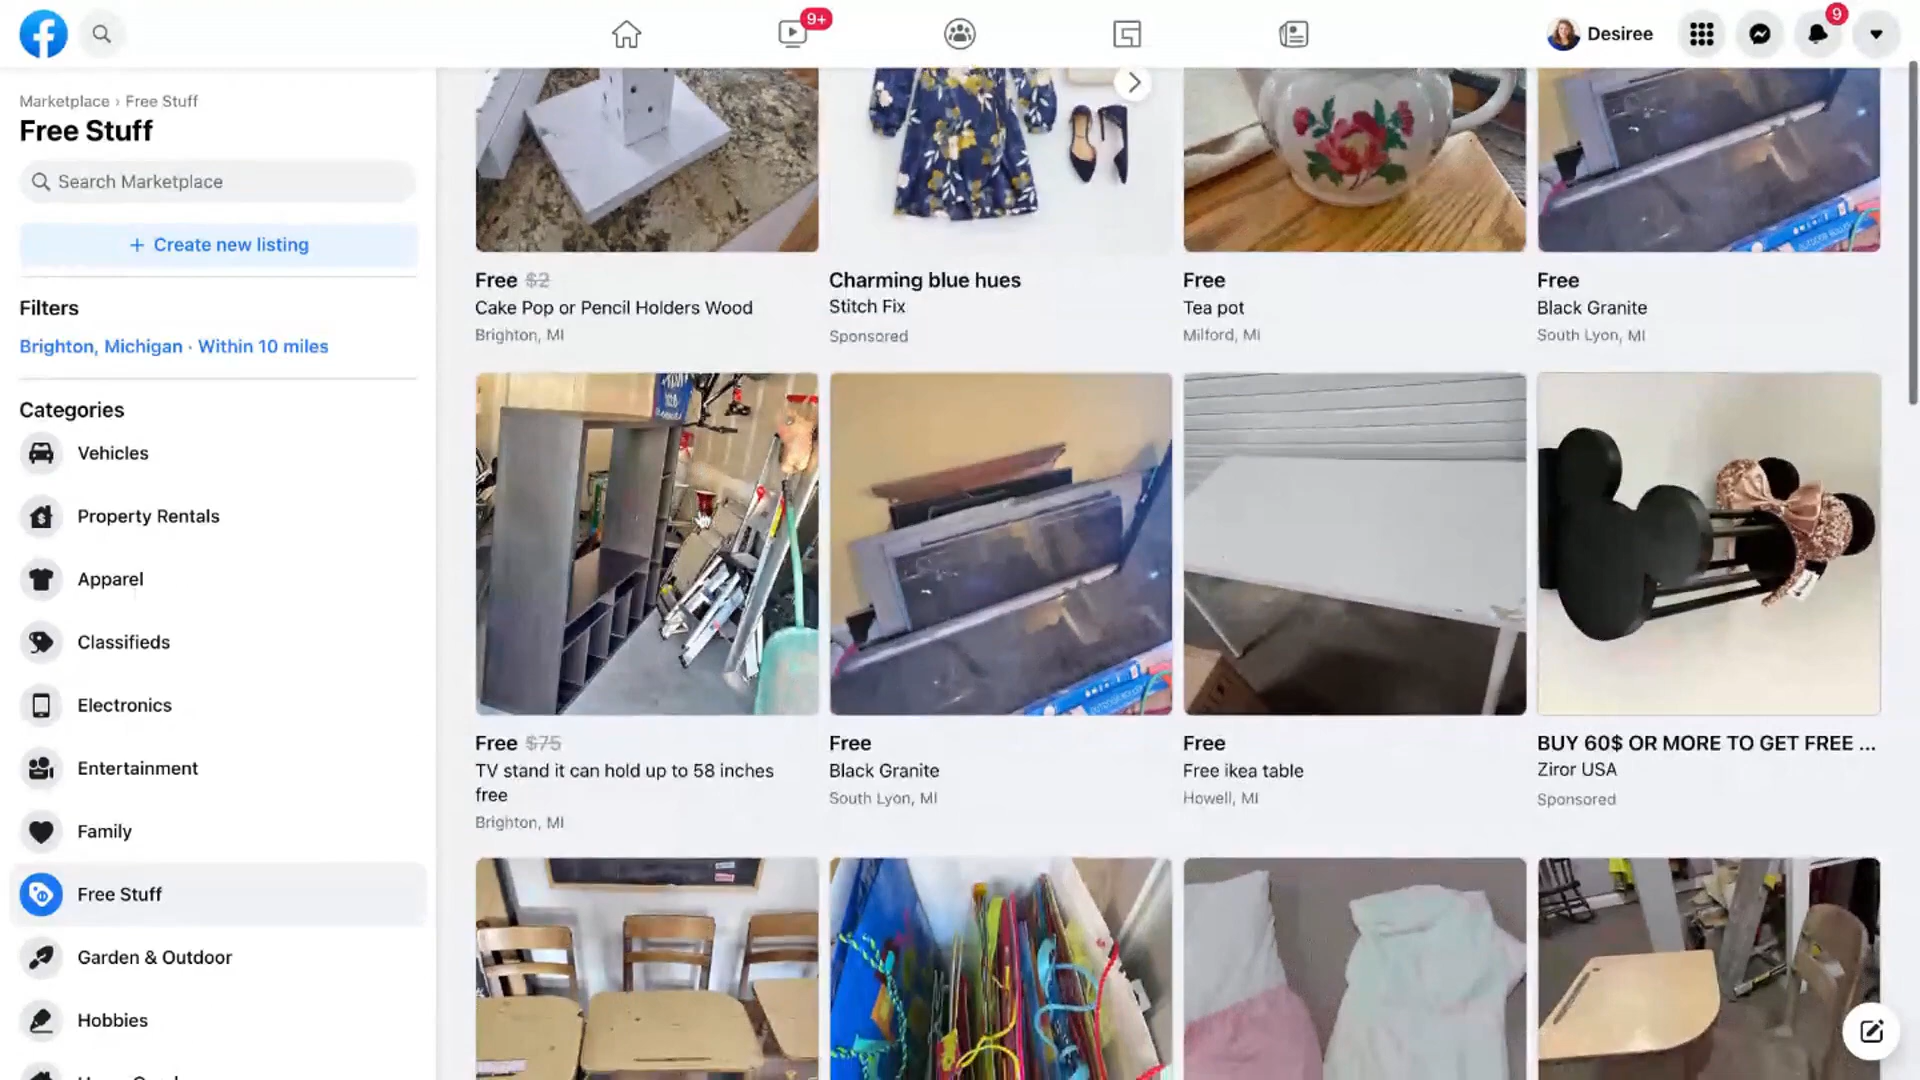 9+
Desiree
9
Marketplace › Free Stuff
Free Stuff
Search Marketplace
+ Create new listing
Filters
Brighton, Michigan · Within 10 miles
Categories
Vehicles
Property Rentals
Apparel
Classifieds
Electronics
Entertainment
Family
Free Stuff
Garden & Outdoor
Hobbies
Free $2
Cake Pop or Pencil Holders Wood
Brighton, MI
Charming blue hues
Stitch Fix
Sponsored
Free
Tea pot
Milford, MI
Free
Black Granite
South Lyon, MI
Free $75
TV stand it can hold up to 58 inches
free
Brighton, MI
Free
Black Granite
South Lyon, MI
Free
Free ikea table
Howell, MI
BUY 60$ OR MORE TO GET FREE ...
Ziror USA
Sponsored